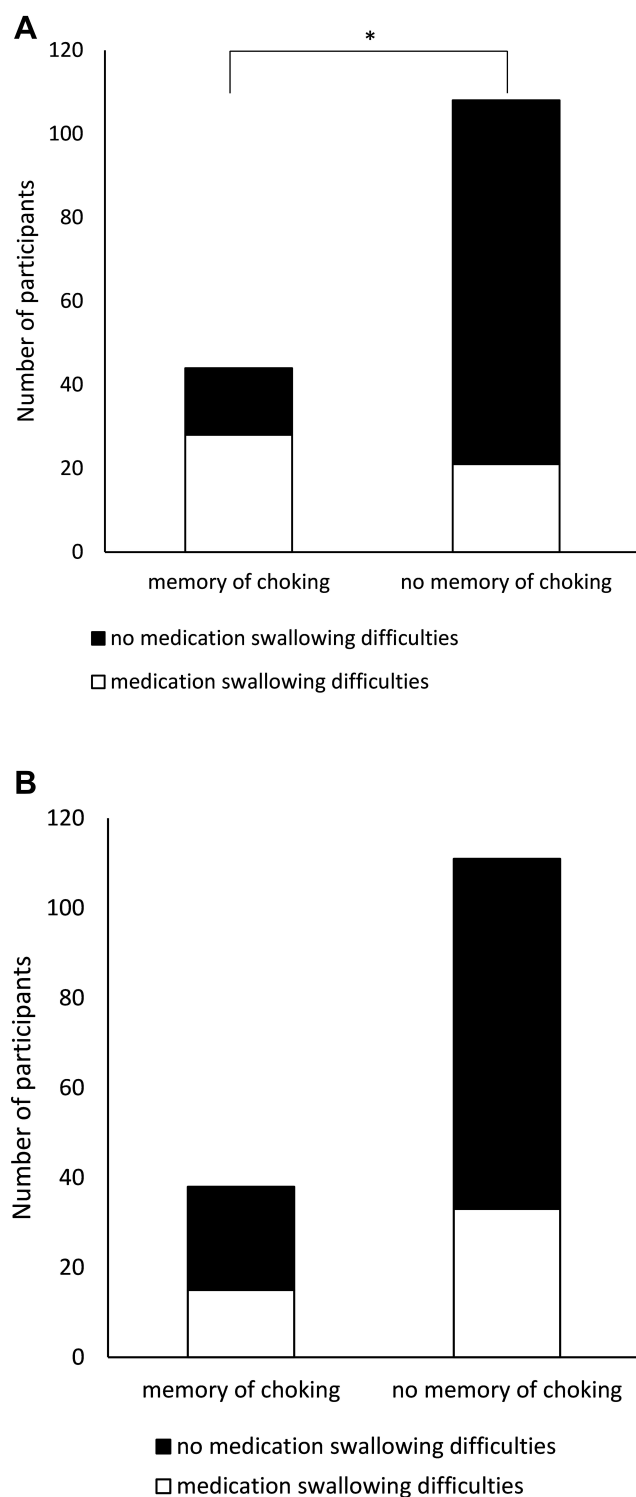 A
*
120
100
80
60
40
20
0
Number of participants
memory of choking no memory of choking
no medication swallowing difficulties
medication swallowing difficulties
B
120
100
80
60
40
20
0
Number of participants
memory of choking no memory of choking
no medication swallowing difficulties
medication swallowing difficulties